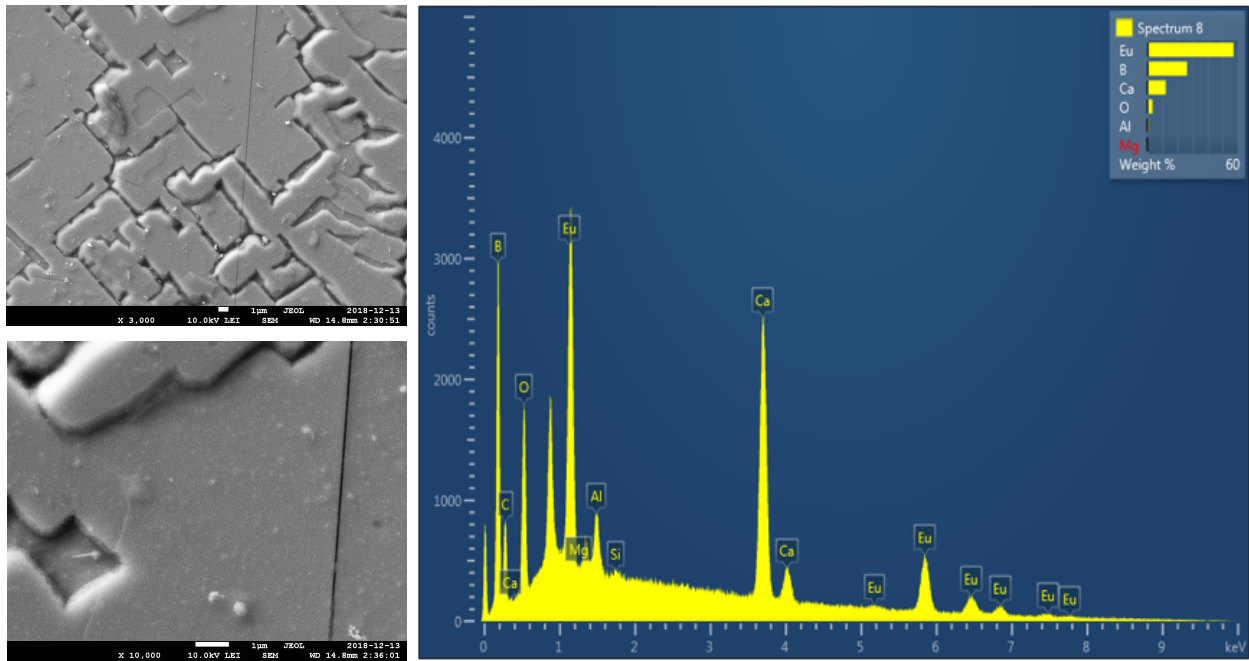 1μm JEOL 2018-12-13
X 3,000 10.0kV LEI SEM WD 14.8mm 2:30:51
1μm JEOL 2018-12-13
X 10,000 10.0kV LEI SEM WD 14.8mm 2:36:01
Spectrum 8
Eu
B
Ca
O
Al
Mg
Weight % 60
counts
4000
3000
2000
1000
0
B
Eu
O
C
Ca
Mg
Al
Si
Ca
Ca
Eu
Eu
Eu
Eu
Eu
Eu
0 1 2 3 4 5 6 7 8 9 keV